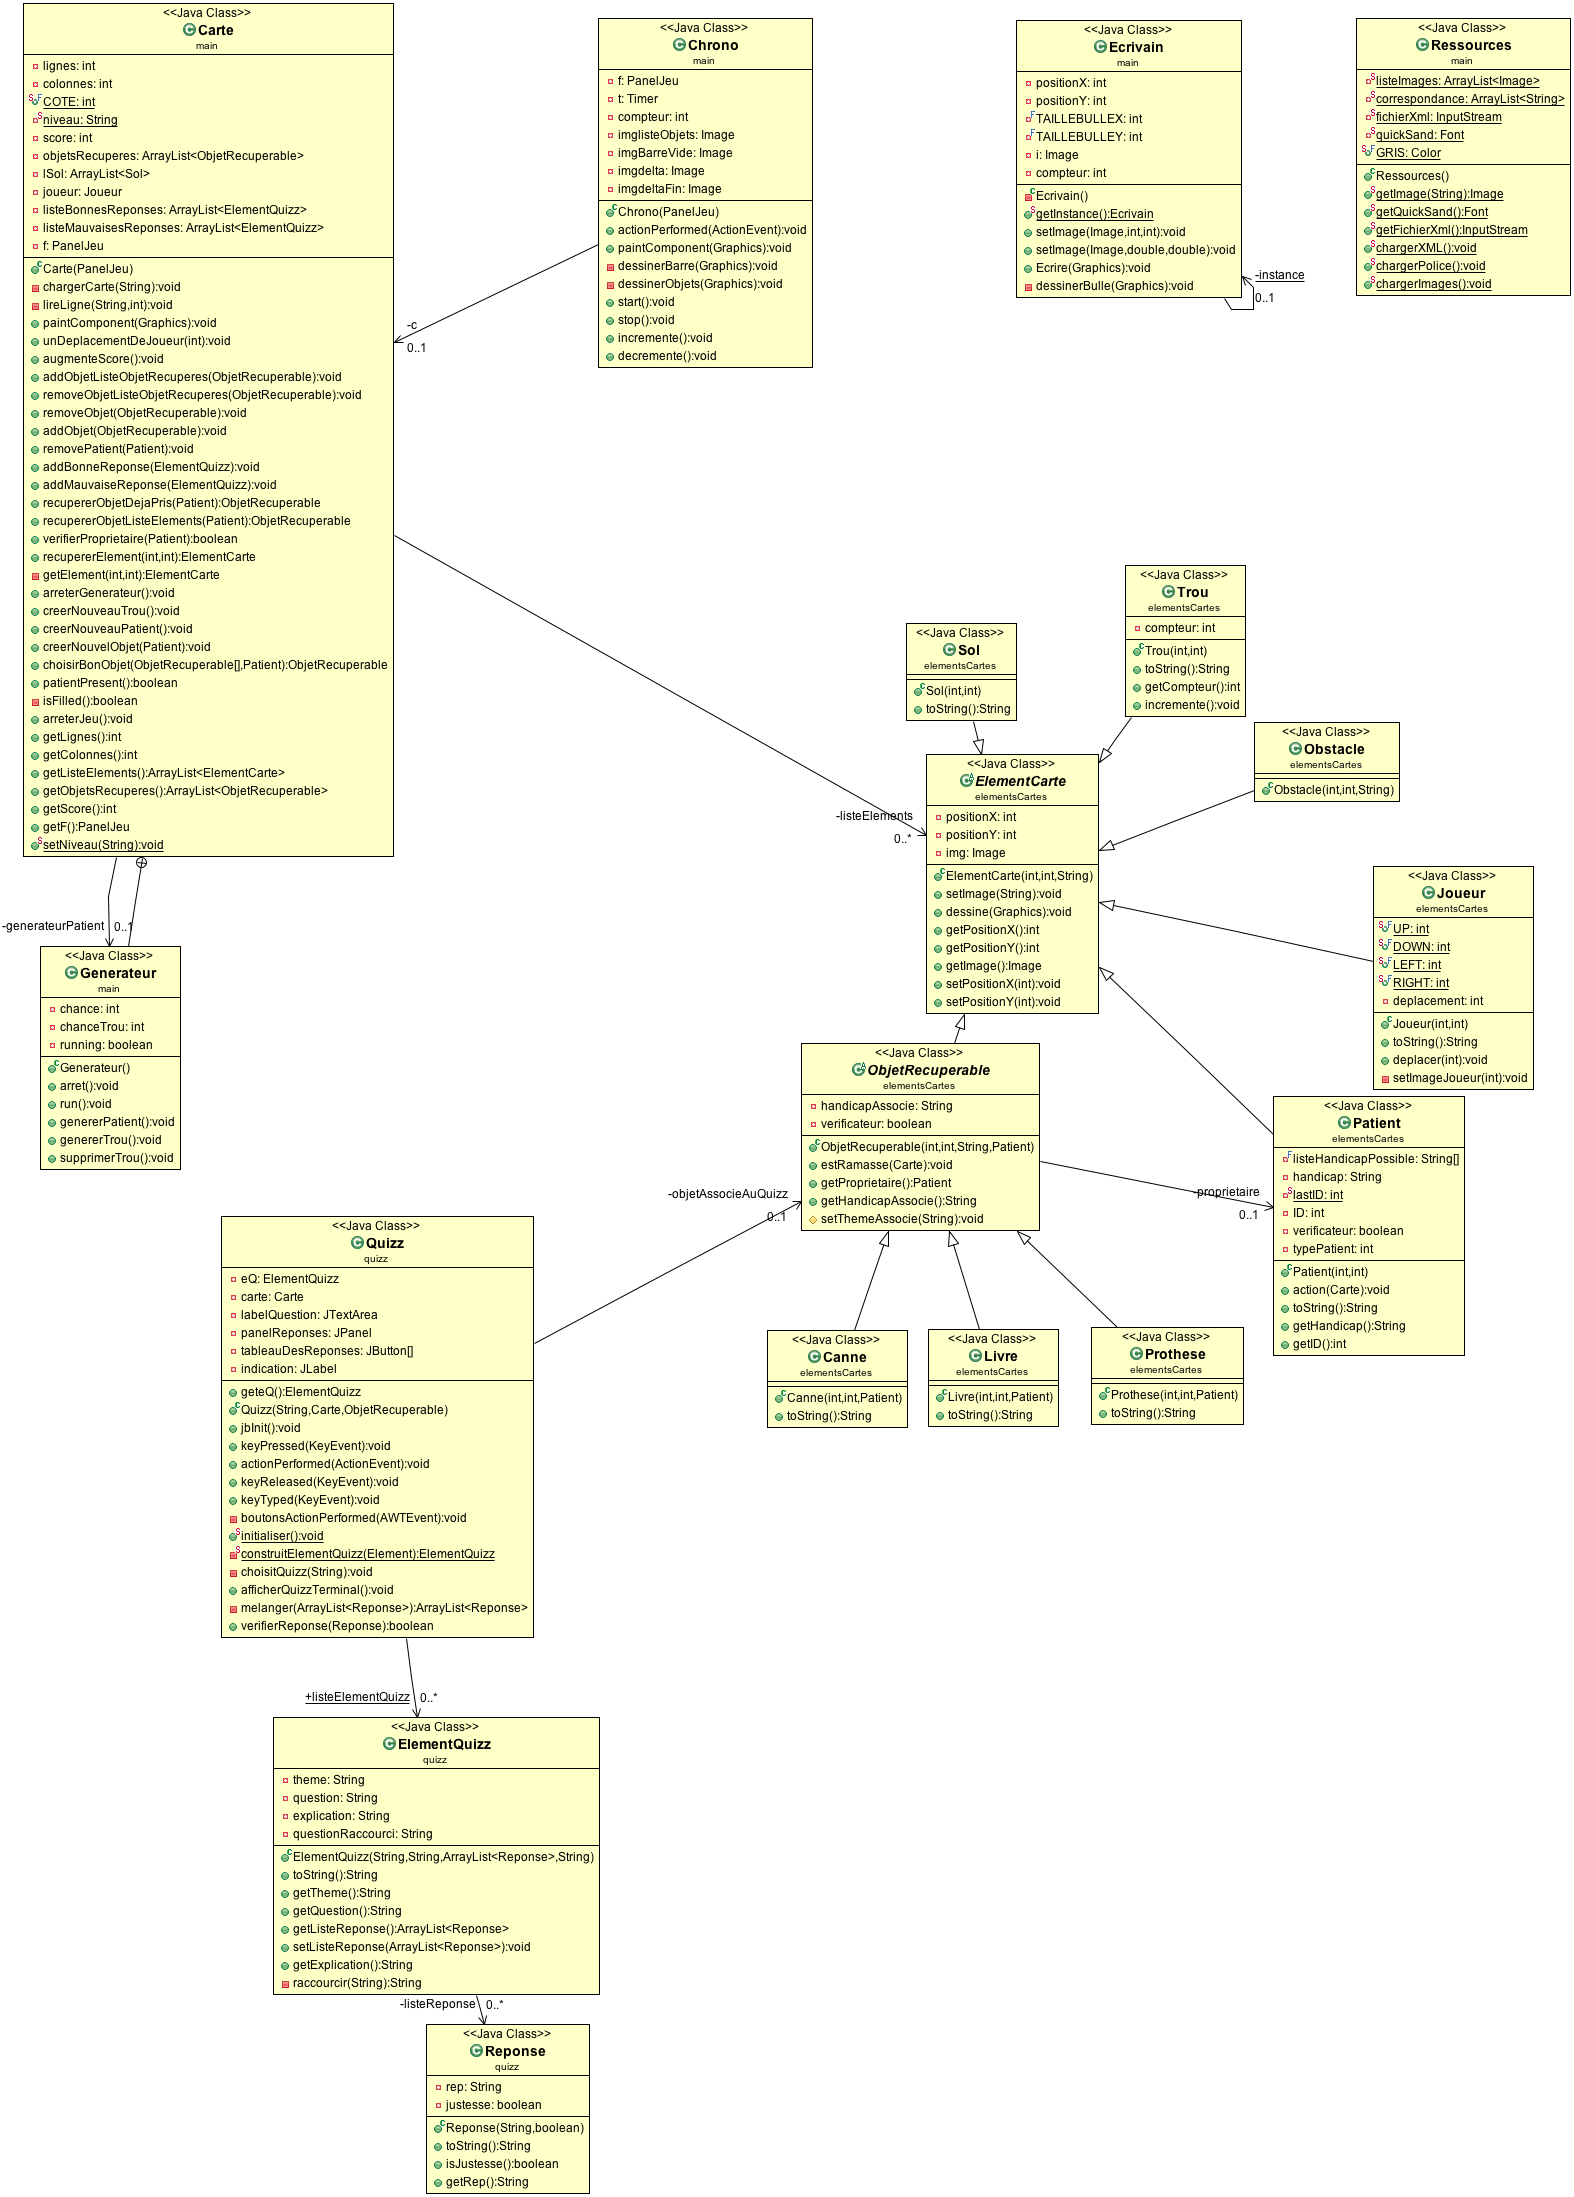 <<Java Class>>
Carte
main
lignes: int
colonnes: int
COTE: int
niveau: String
score: int
objetsRecuperes: ArrayList<ObjetRecuperable>
lSol: ArrayList<Sol>
joueur: Joueur
listeBonnesReponses: ArrayList<ElementQuizz>
listeMauvaisesReponses: ArrayList<ElementQuizz>
f: PanelJeu
Carte(PanelJeu)
chargerCarte(String):void
lireLigne(String,int):void
paintComponent(Graphics):void
unDeplacementDeJoueur(int):void
augmenteScore():void
addObjetListeObjetRecuperes(ObjetRecuperable):void
removeObjetListeObjetRecuperes(ObjetRecuperable):void
removeObjet(ObjetRecuperable):void
addObjet(ObjetRecuperable):void
removePatient(Patient):void
addBonneReponse(ElementQuizz):void
addMauvaiseReponse(ElementQuizz):void
recupererObjetDejaPris(Patient):ObjetRecuperable
recupererObjetListeElements(Patient):ObjetRecuperable
verifierProprietaire(Patient):boolean
recupererElement(int,int):ElementCarte
getElement(int,int):ElementCarte
arreterGenerateur():void
creerNouveauTrou():void
creerNouveauPatient():void
creerNouvelObjet(Patient):void
choisirBonObjet(ObjetRecuperable[],Patient):ObjetRecuperable
patientPresent():boolean
isFilled():boolean
arreterJeu():void
getLignes():int
getColonnes():int
getListeElements():ArrayList<ElementCarte>
getObjetsRecuperes():ArrayList<ObjetRecuperable>
getScore():int
getF():PanelJeu
setNiveau(String):void
<<Java Class>>
Chrono
main
f: PanelJeu
t: Timer
compteur: int
imglisteObjets: Image
imgBarreVide: Image
imgdelta: Image
imgdeltaFin: Image
Chrono(PanelJeu)
actionPerformed(ActionEvent):void
paintComponent(Graphics):void
dessinerBarre(Graphics):void
dessinerObjets(Graphics):void
start():void
stop():void
incremente():void
decremente():void
-c
0..1
<<Java Class>>
Ecrivain
main
positionX: int
positionY: int
TAILLEBULLEX: int
TAILLEBULLEY: int
i: Image
compteur: int
Ecrivain()
getInstance():Ecrivain
setImage(Image,int,int):void
setImage(Image,double,double):void
Ecrire(Graphics):void
dessinerBulle(Graphics):void
-instance
0..1
<<Java Class>>
Ressources
main
listeImages: ArrayList<Image>
correspondance: ArrayList<String>
fichierXml: InputStream
quickSand: Font
GRIS: Color
Ressources()
getImage(String):Image
getQuickSand():Font
getFichierXml():InputStream
chargerXML():void
chargerPolice():void
chargerImages():void
<<Java Class>>
Trou
elementsCartes
compteur: int
Trou(int,int)
toString():String
getCompteur():int
incremente():void
<<Java Class>>
Sol
elementsCartes
Sol(int,int)
toString():String
<<Java Class>>
Obstacle
elementsCartes
Obstacle(int,int,String)
<<Java Class>>
ElementCarte
elementsCartes
positionX: int
positionY: int
img: Image
ElementCarte(int,int,String)
setImage(String):void
dessine(Graphics):void
getPositionX():int
getPositionY():int
getImage():Image
setPositionX(int):void
setPositionY(int):void
-listeElements
0..*
<<Java Class>>
Joueur
elementsCartes
UP: int
DOWN: int
LEFT: int
RIGHT: int
deplacement: int
Joueur(int,int)
toString():String
deplacer(int):void
setImageJoueur(int):void
-generateurPatient
0..1
<<Java Class>>
Generateur
main
chance: int
chanceTrou: int
running: boolean
Generateur()
arret():void
run():void
genererPatient():void
genererTrou():void
supprimerTrou():void
<<Java Class>>
ObjetRecuperable
elementsCartes
handicapAssocie: String
verificateur: boolean
ObjetRecuperable(int,int,String,Patient)
estRamasse(Carte):void
getProprietaire():Patient
getHandicapAssocie():String
setThemeAssocie(String):void
-proprietaire
0..1
<<Java Class>>
Patient
elementsCartes
listeHandicapPossible: String[]
handicap: String
lastID: int
ID: int
verificateur: boolean
typePatient: int
Patient(int,int)
action(Carte):void
toString():String
getHandicap():String
getID():int
-objetAssocieAuQuizz
0..1
<<Java Class>>
Quizz
quizz
eQ: ElementQuizz
carte: Carte
labelQuestion: JTextArea
panelReponses: JPanel
tableauDesReponses: JButton[]
indication: JLabel
geteQ():ElementQuizz
Quizz(String,Carte,ObjetRecuperable)
jbInit():void
keyPressed(KeyEvent):void
actionPerformed(ActionEvent):void
keyReleased(KeyEvent):void
keyTyped(KeyEvent):void
boutonsActionPerformed(AWTEvent):void
initialiser():void
construitElementQuizz(Element):ElementQuizz
choisitQuizz(String):void
afficherQuizzTerminal():void
melanger(ArrayList<Reponse>):ArrayList<Reponse>
verifierReponse(Reponse):boolean
<<Java Class>>
Canne
elementsCartes
Canne(int,int,Patient)
toString():String
<<Java Class>>
Livre
elementsCartes
Livre(int,int,Patient)
toString():String
<<Java Class>>
Prothese
elementsCartes
Prothese(int,int,Patient)
toString():String
+listeElementQuizz
0..*
<<Java Class>>
ElementQuizz
quizz
theme: String
question: String
explication: String
questionRaccourci: String
ElementQuizz(String,String,ArrayList<Reponse>,String)
toString():String
getTheme():String
getQuestion():String
getListeReponse():ArrayList<Reponse>
setListeReponse(ArrayList<Reponse>):void
getExplication():String
raccourcir(String):String
-listeReponse
0..*
<<Java Class>>
Reponse
quizz
rep: String
justesse: boolean
Reponse(String,boolean)
toString():String
isJustesse():boolean
getRep():String